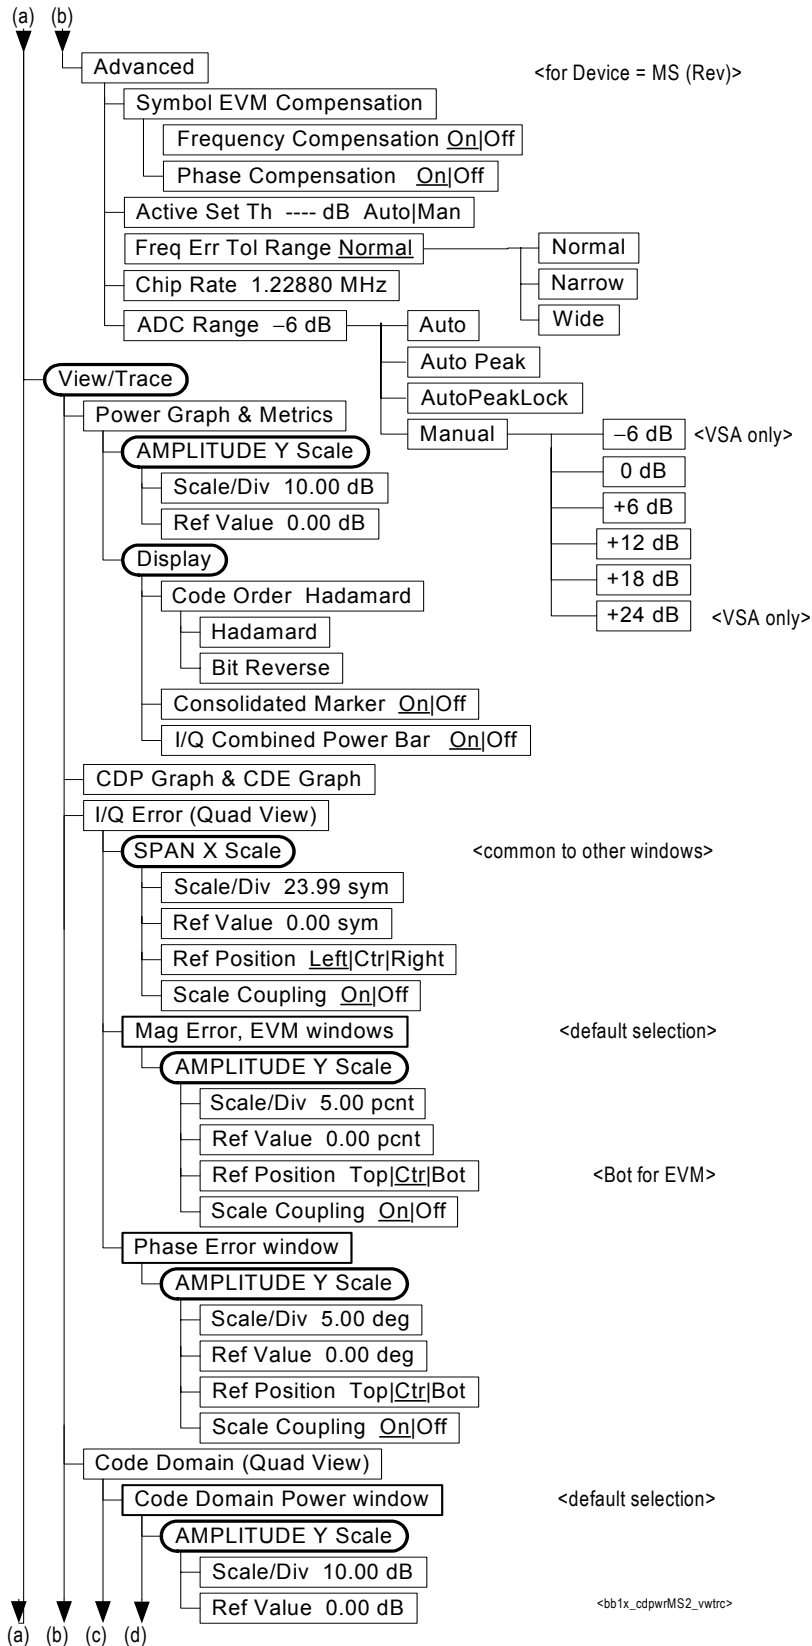 (a) (b)
Advanced <for Device = MS (Rev)>
Symbol EVM Compensation
Frequency Compensation On|Off
Phase Compensation On|Off
Active Set Th ---- dB Auto|Man
Freq Err Tol Range Normal Normal
Narrow
Chip Rate 1.22880 MHz
Wide
ADC Range –6 dB Auto
Auto Peak
View/Trace
AutoPeakLock
Power Graph & Metrics
Manual –6 dB <VSA only>
AMPLITUDE Y Scale
0 dB
Scale/Div 10.00 dB
+6 dB
Ref Value 0.00 dB
+12 dB
Display
+18 dB
Code Order Hadamard
+24 dB <VSA only>
Hadamard
Bit Reverse
Consolidated Marker On|Off
I/Q Combined Power Bar On|Off
CDP Graph & CDE Graph
I/Q Error (Quad View)
SPAN X Scale <common to other windows>
Scale/Div 23.99 sym
Ref Value 0.00 sym
Ref Position Left|Ctr|Right
Scale Coupling On|Off
Mag Error, EVM windows <default selection>
AMPLITUDE Y Scale
Scale/Div 5.00 pcnt
Ref Value 0.00 pcnt
Ref Position Top|Ctr|Bot <Bot for EVM>
Scale Coupling On|Off
Phase Error window
AMPLITUDE Y Scale
Scale/Div 5.00 deg
Ref Value 0.00 deg
Ref Position Top|Ctr|Bot
Scale Coupling On|Off
Code Domain (Quad View)
Code Domain Power window <default selection>
AMPLITUDE Y Scale
Scale/Div 10.00 dB
Ref Value 0.00 dB <bb1x_cdpwrMS2_vwtrc>
(a) (b) (c) (d)